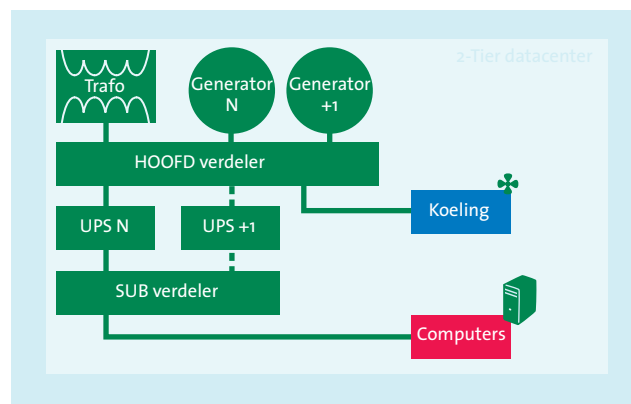 2-Tier datacenter
Trafo
Generator
N
Generator
+1
HOOFD verdeler
UPS N
UPS +1
Koeling
SUB verdeler
Computers